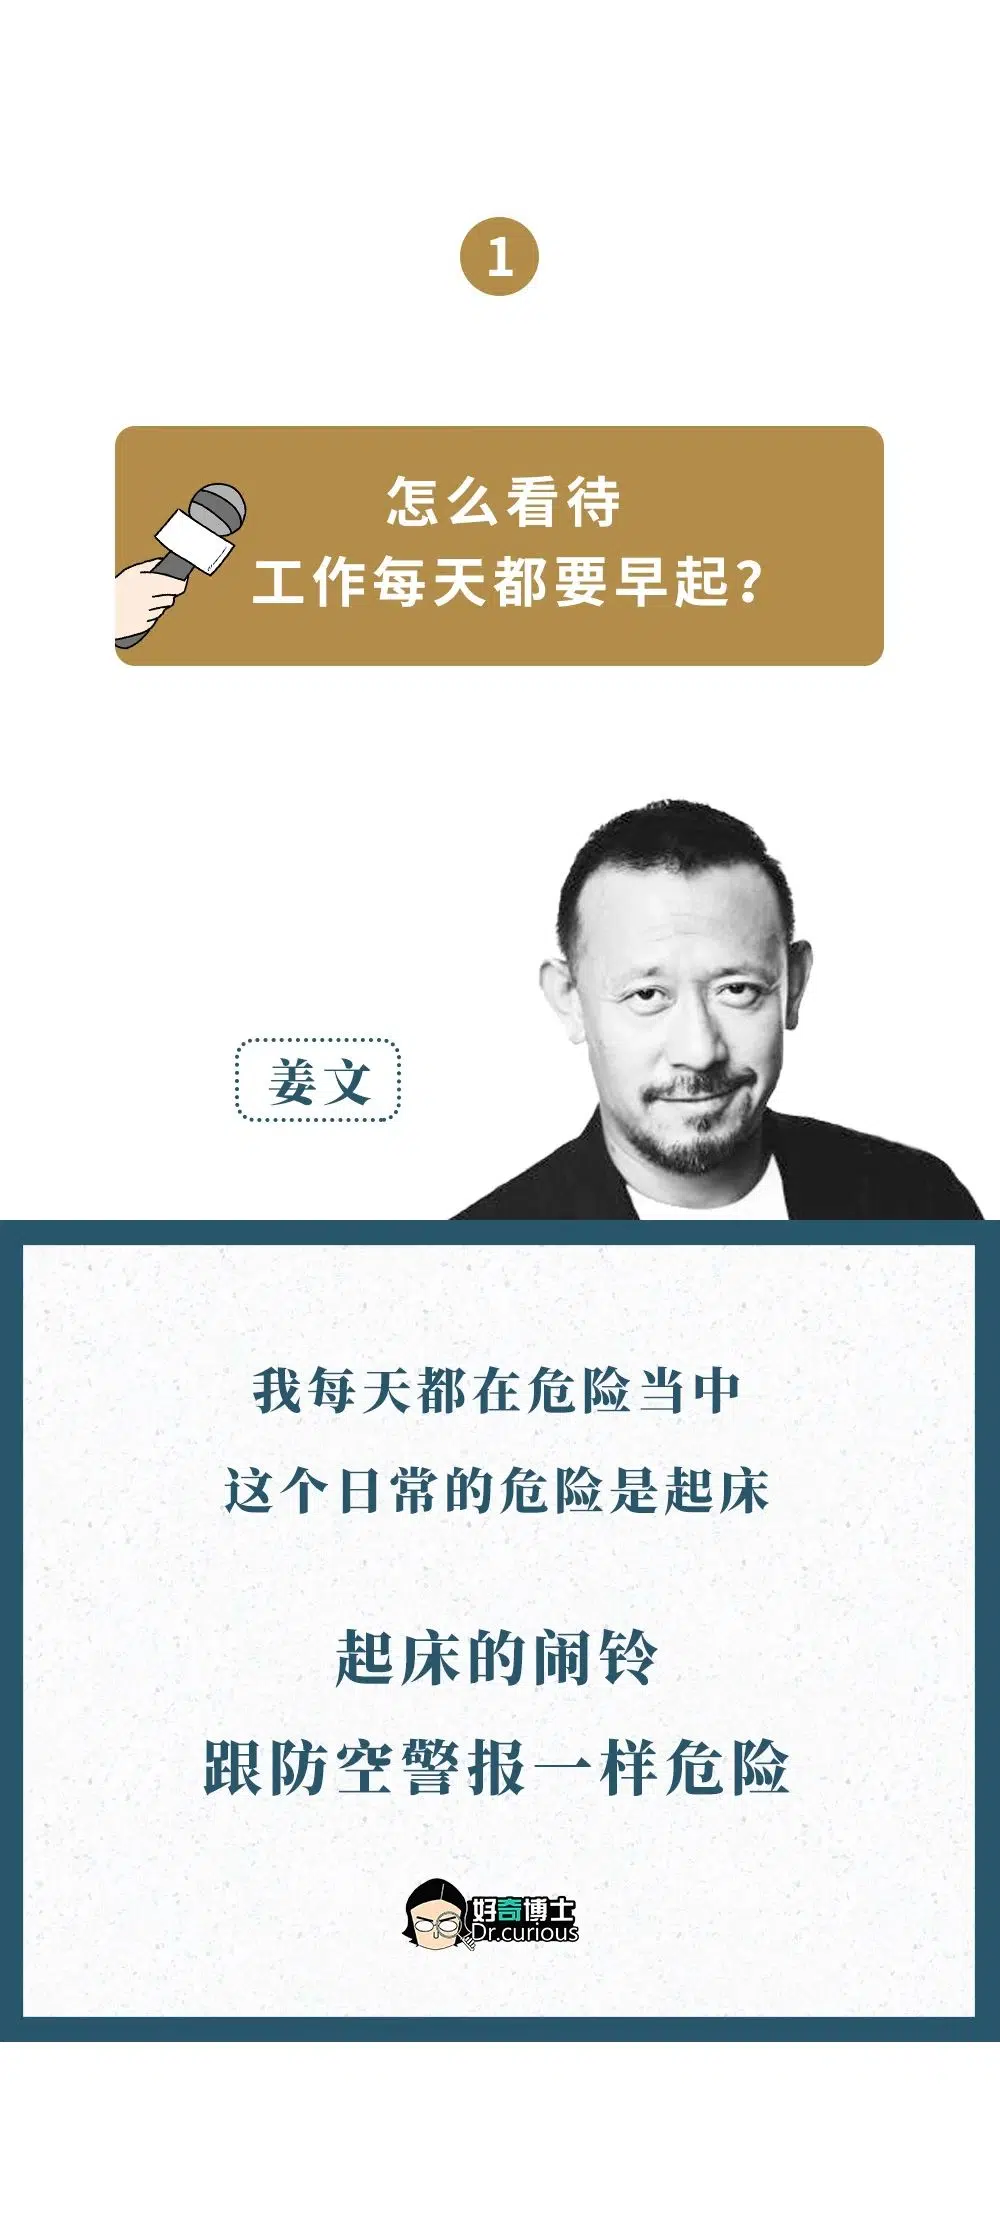 1
怎么看待
工作每天都要早起?
姜文
我每天都在危险当中
这个日常的危险是起床
起床的闹铃
跟防空警报一样危险
好奇博士
Dr.curious